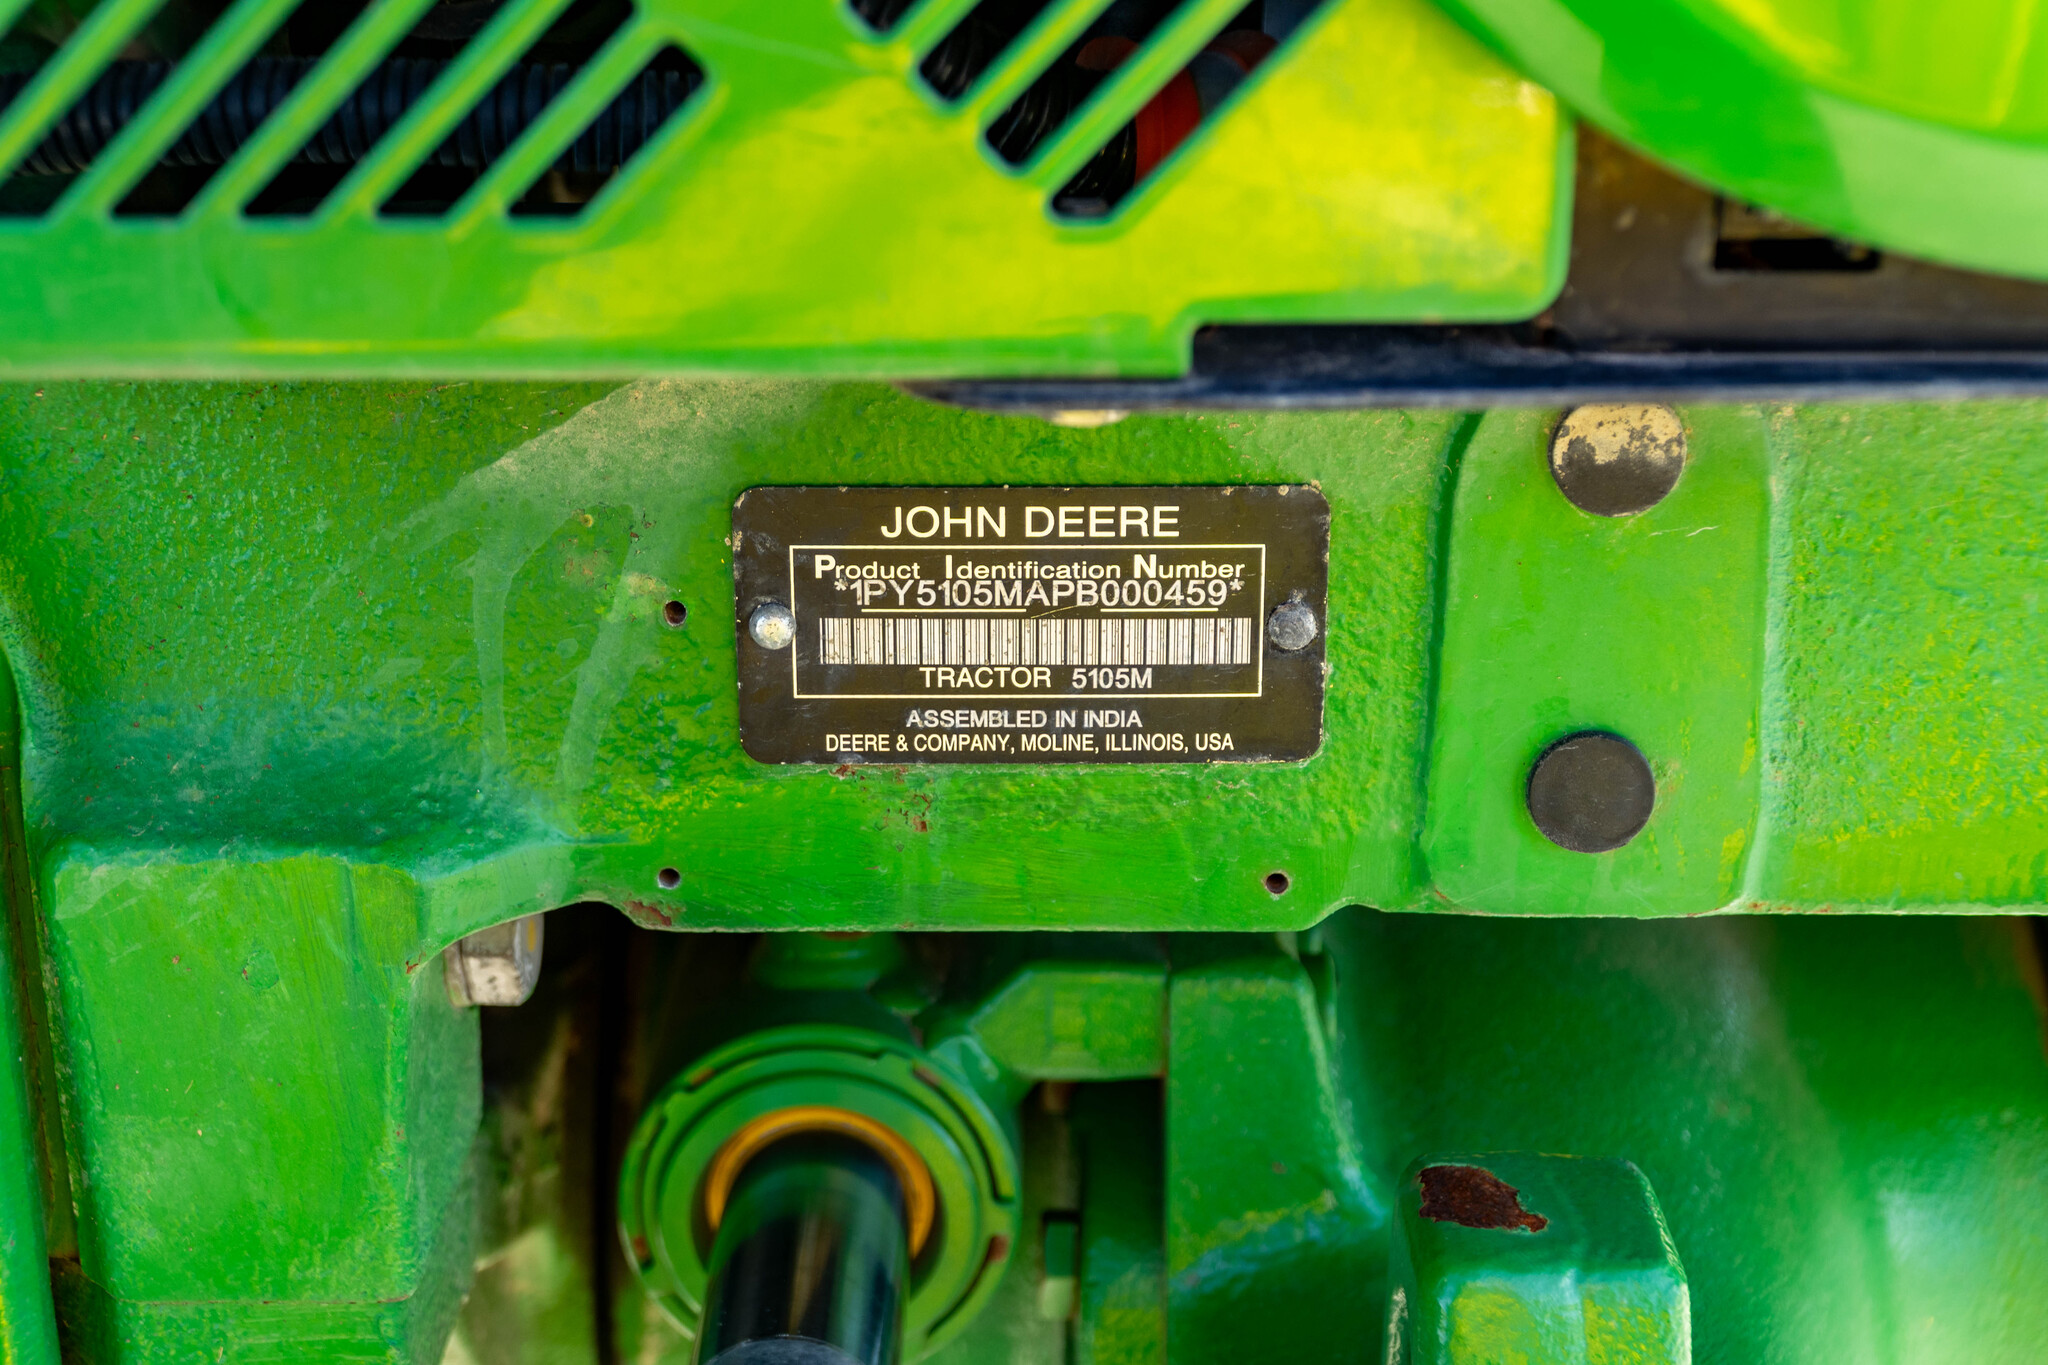 JOHN DEERE
Product Identification Number
*1PY5105MAPB000459*
TRACTOR 5105M
ASSEMBLED IN INDIA
DEERE & COMPANY, MOLINE, ILLINOIS, USA